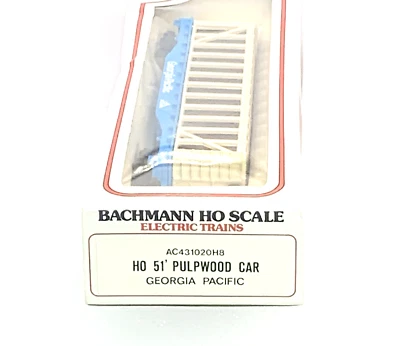 BACHMANN HO SCALE
ELECTRIC TRAINS
AC431020H8
HO 51' PULPWOOD CAR
GEORGIA PACIFIC